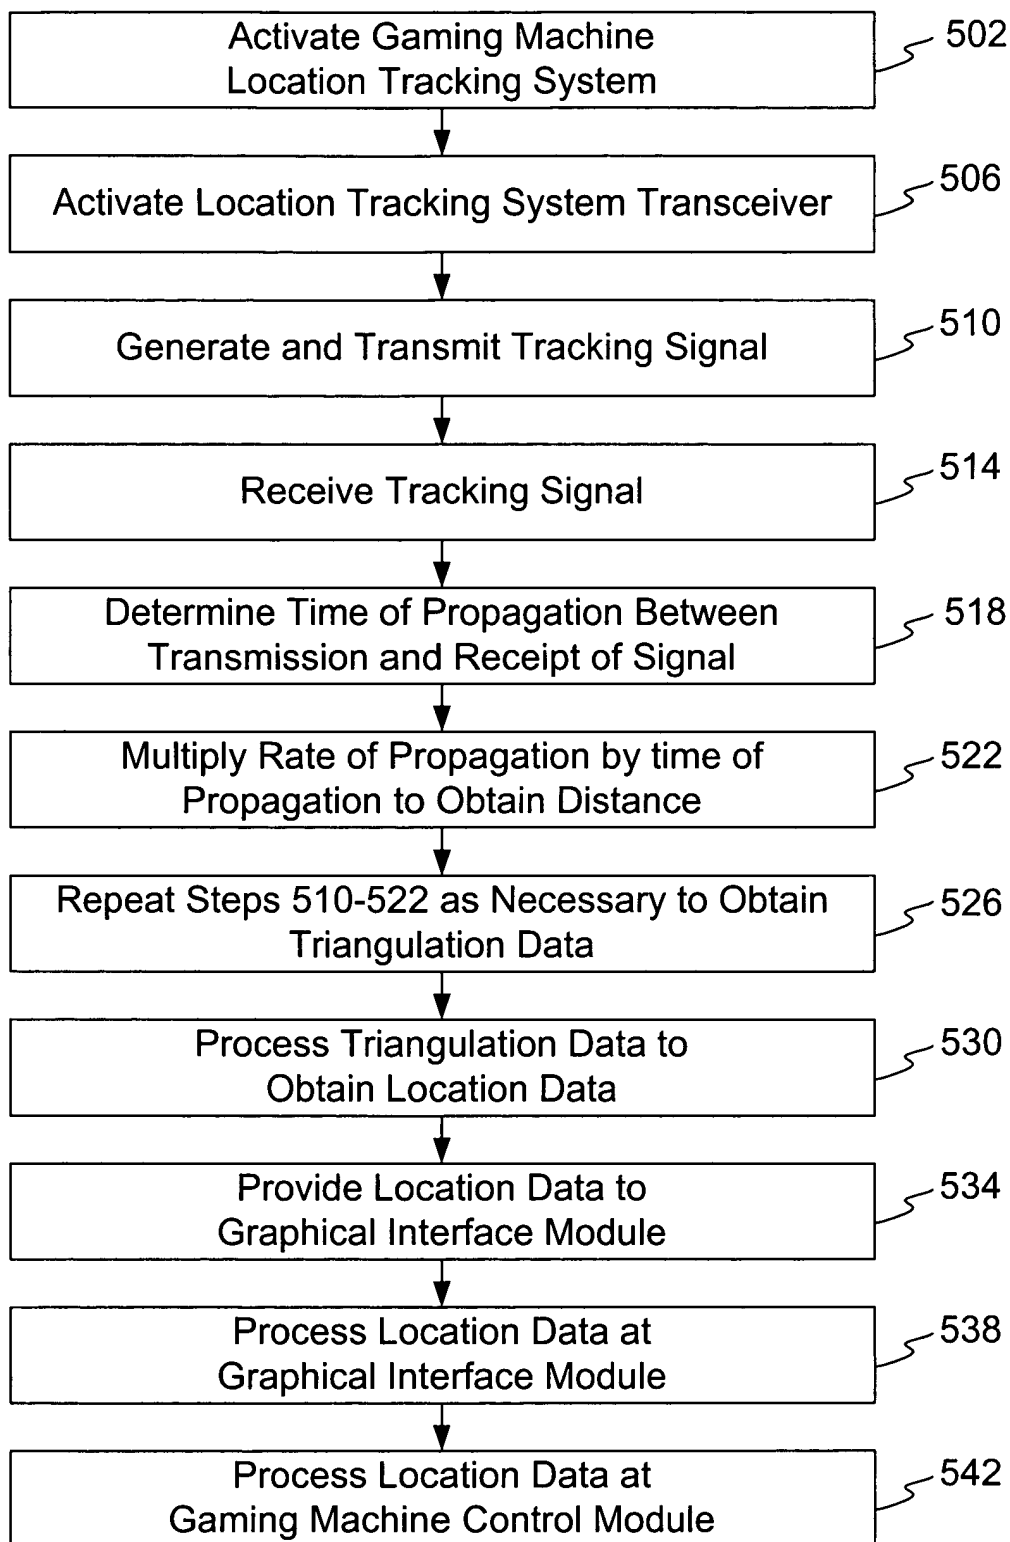 Activate Gaming Machine
Location Tracking System
502
Activate Location Tracking System Transceiver
506
Generate and Transmit Tracking Signal
510
Receive Tracking Signal
514
Determine Time of Propagation Between
Transmission and Receipt of Signal
518
Multiply Rate of Propagation by time of
Propagation to Obtain Distance
522
Repeat Steps 510-522 as Necessary to Obtain
Triangulation Data
526
Process Triangulation Data to
Obtain Location Data
530
Provide Location Data to
Graphical Interface Module
534
Process Location Data at
Graphical Interface Module
538
Process Location Data at
Gaming Machine Control Module
542